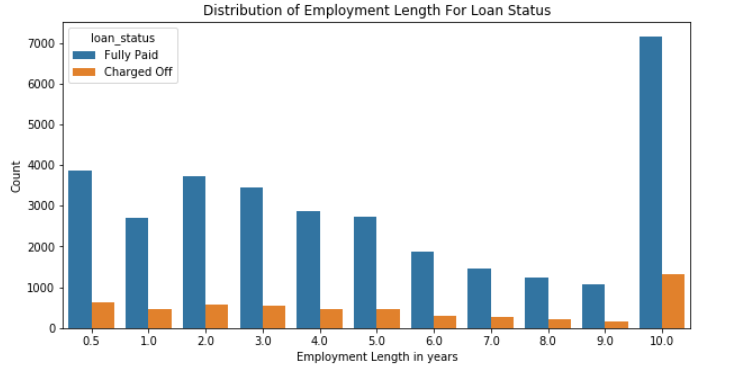 Distribution of Employment Length For Loan Status
loan_status
Fully Paid
Charged Off
Count
7000
6000
5000
4000
3000
2000
1000
0
0.5 1.0 2.0 3.0 4.0 5.0 6.0 7.0 8.0 9.0 10.0
Employment Length in years